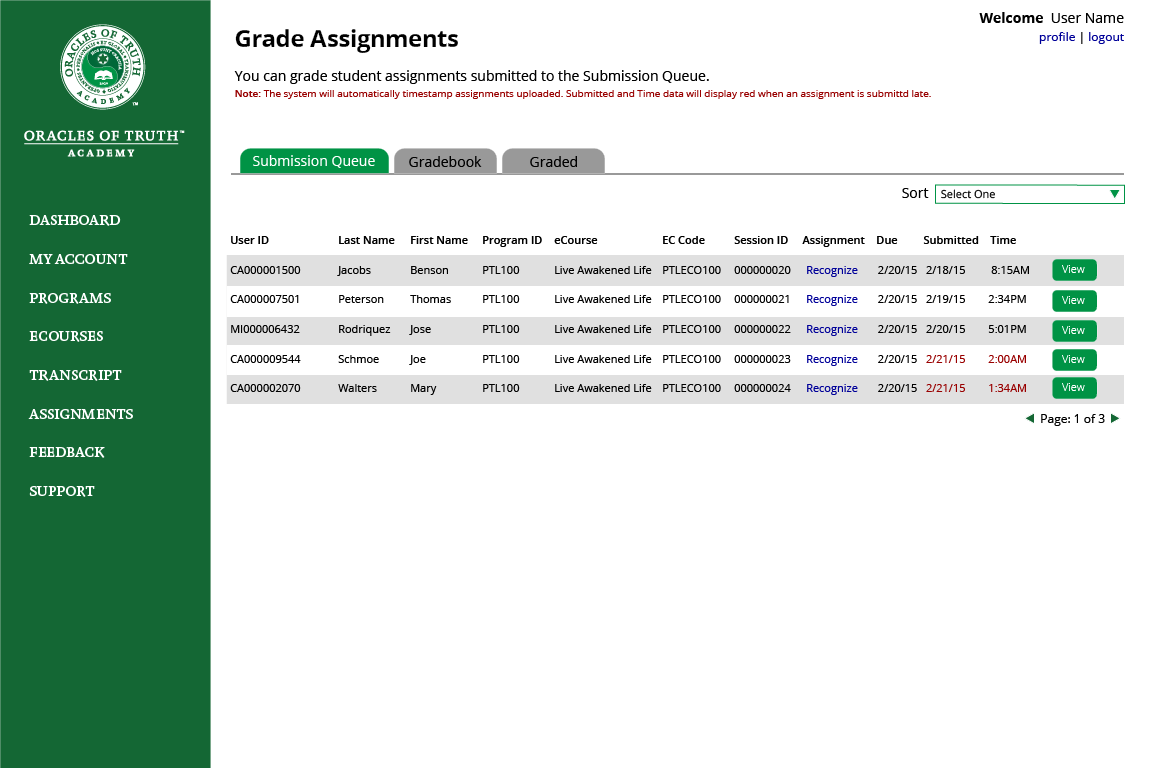 ORACLES OF TRUTH
ACADEMY
ORACLES OF TRUTH™
ACADEMY
DASHBOARD
MY ACCOUNT
PROGRAMS
ECOURSES
TRANSCRIPT
ASSIGNMENTS
FEEDBACK
SUPPORT
Welcome User Name
profile | logout
Grade Assignments
You can grade student assignments submitted to the Submission Queue.
Note: The system will automatically timestamp assignments uploaded. Submitted and Time data will display red when an assignment is submittd late.
Submission Queue Gradebook Graded
Sort Select One
User ID Last Name First Name Program ID eCourse EC Code Session ID Assignment Due Submitted Time
CA000001500 Jacobs Benson PTL100 Live Awakened Life PTLECO100 000000020 Recognize 2/20/15 2/18/15 8:15AM View
CA000007501 Peterson Thomas PTL100 Live Awakened Life PTLECO100 000000021 Recognize 2/20/15 2/19/15 2:34PM View
MI000006432 Rodriquez Jose PTL100 Live Awakened Life PTLECO100 000000022 Recognize 2/20/15 2/20/15 5:01PM View
CA000009544 Schmoe Joe PTL100 Live Awakened Life PTLECO100 000000023 Recognize 2/20/15 2/21/15 2:00AM View
CA000002070 Walters Mary PTL100 Live Awakened Life PTLECO100 000000024 Recognize 2/20/15 2/21/15 1:34AM View
Page: 1 of 3